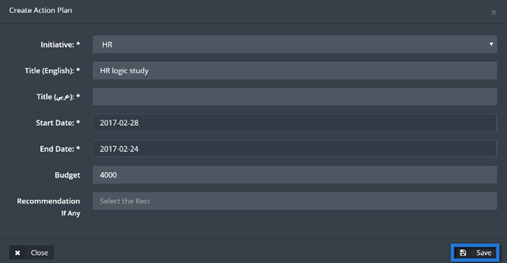 Create Action Plan
×
Initiative: *
HR
Title (English): *
HR logic study
Title (عربي): *
Start Date: *
2017-02-28
End Date: *
2017-02-24
Budget
4000
Recommendation
Select the Reco
If Any
Close
Save